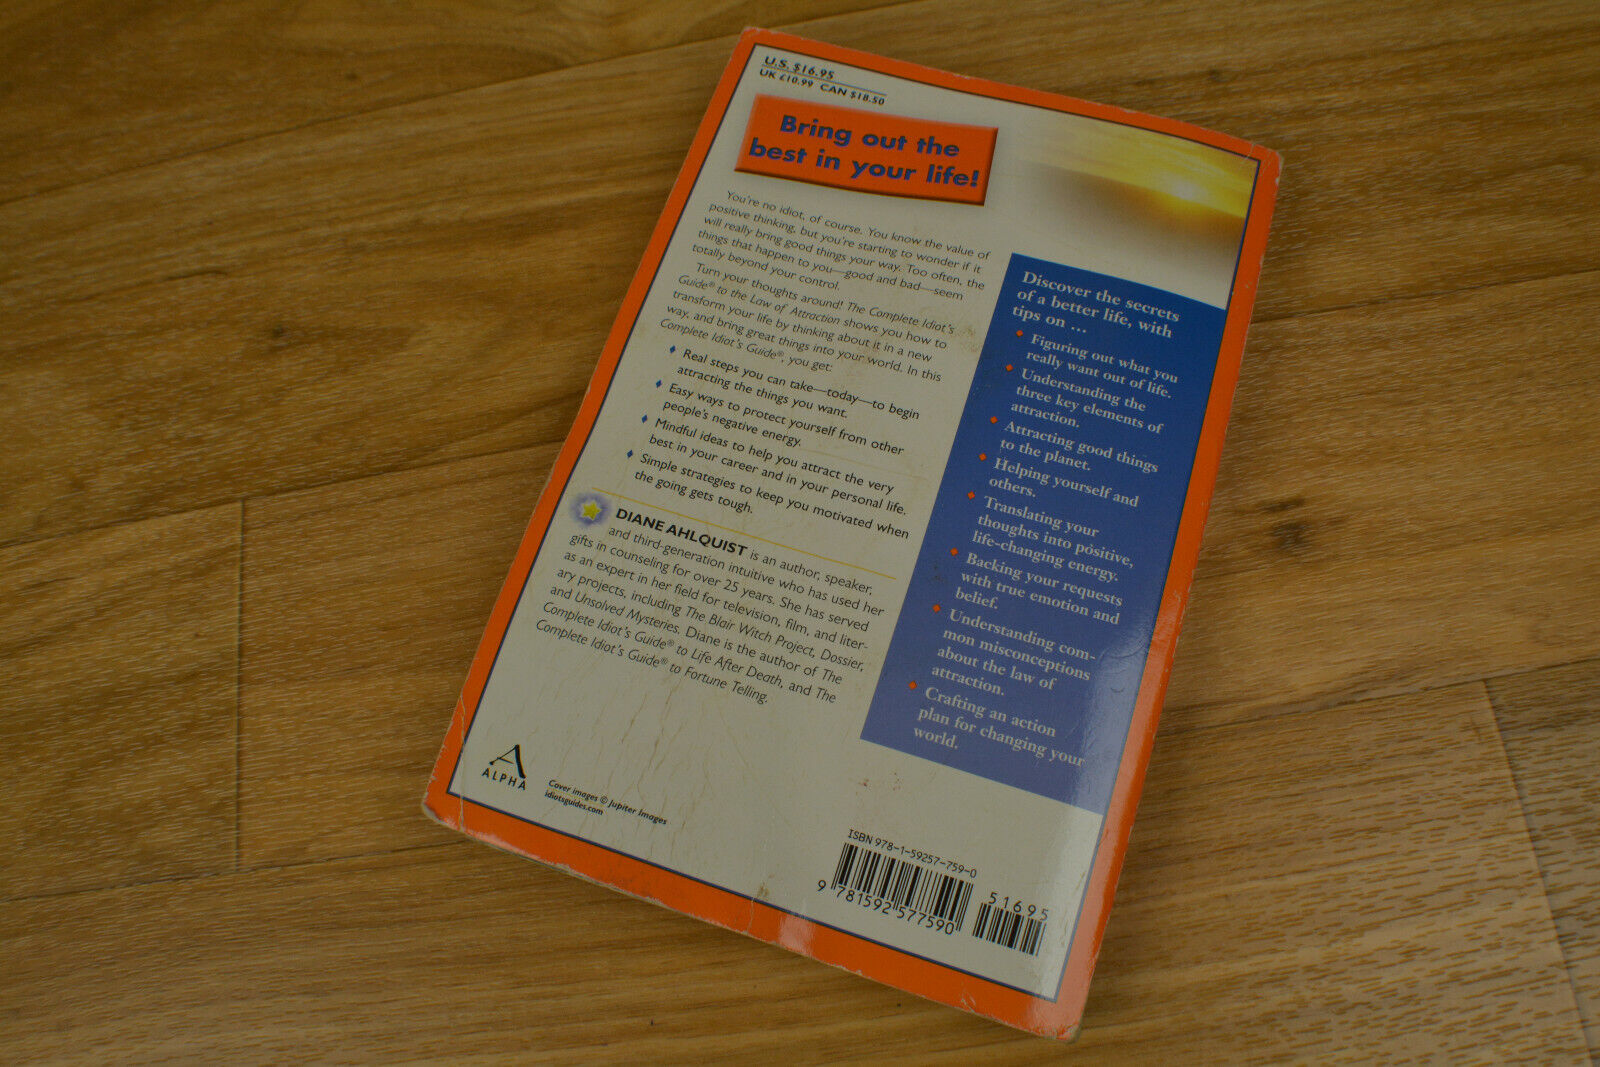 U.S. $16.95
UK £10.99 CAN $18.50
Bring out the
best in your life!
You're no idiot, of course. You know the value of
positive thinking, but you're starting to wonder if it
will really bring good things your way. Too often, the
things that happen to you—good and bad—seem
totally beyond your control.
Turn your thoughts around! The Complete Idiot's
Guide® to the Law of Attraction shows you how to
transform your life by thinking about it in a new
way, and bring great things into your world. In this
Complete Idiot's Guide®, you get:
♦ Real steps you can take—today—to begin
attracting the things you want.
♦ Easy ways to protect yourself from other
people's negative energy.
♦ Mindful ideas to help you attract the very
best in your career and in your personal life.
♦ Simple strategies to keep you motivated when
the going gets tough.
DIANE AHLQUIST is an author, speaker,
and third-generation intuitive who has used her
gifts in counseling for over 25 years. She has served
as an expert in her field for television, film, and liter-
ary projects, including The Blair Witch Project, Dossier,
and Unsolved Mysteries. Diane is the author of The
Complete Idiot's Guide® to Life After Death, and The
Complete Idiot's Guide® to Fortune Telling.
Discover the secrets
of a better life, with
tips on ...
♦ Figuring out what you
really want out of life.
♦ Understanding the
three key elements of
attraction.
♦ Attracting good things
to the planet.
♦ Helping yourself and
others.
♦ Translating your
thoughts into positive,
life-changing energy.
♦ Backing your requests
with true emotion and
belief.
♦ Understanding com-
mon misconceptions
about the law of
attraction.
♦ Crafting an action
plan for changing your
world.
ALPHA
Cover images © Jupiter Images
idiotsguides.com
ISBN 978-1-59257-759-0
9 781592 577590
51695